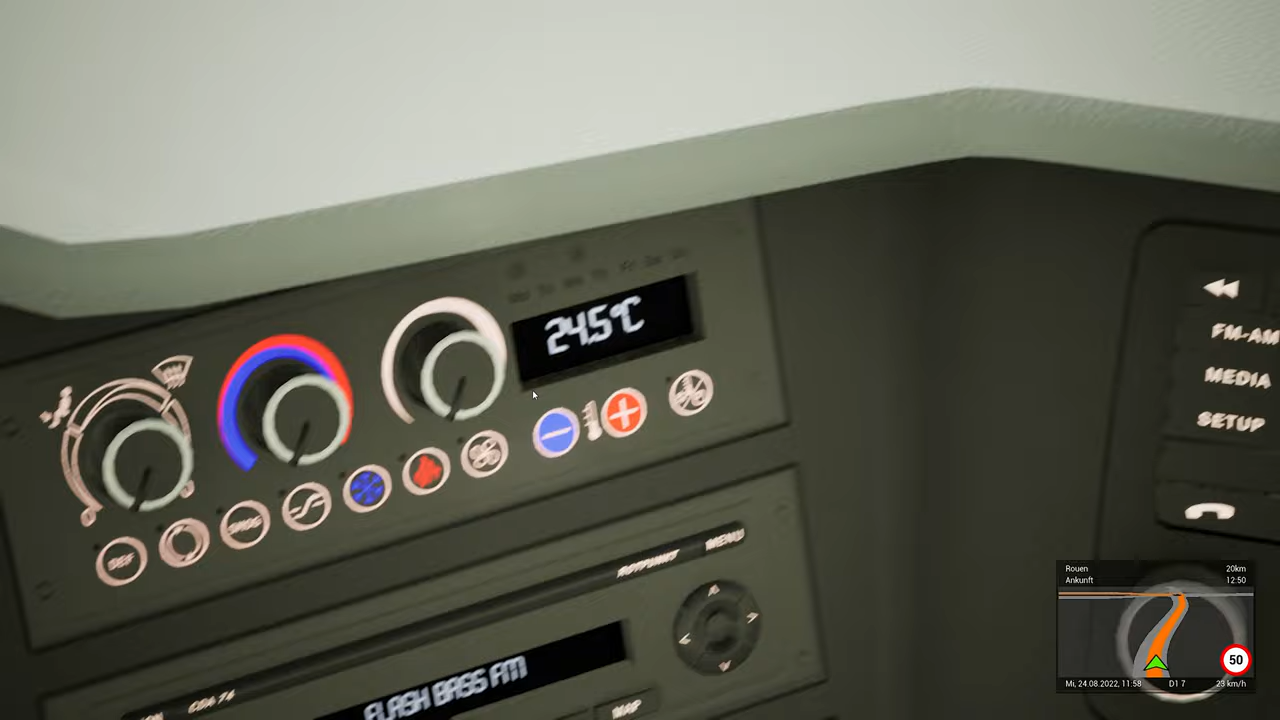 24.5°C
DEF
SMOG
FLASH BASS FM
MENU
MAP
FM-AM
MEDIA
SETUP
Rouen 20km
Ankunft 12:50
50
Mi, 24.08.2022, 11:58 D1 7 23 km/h